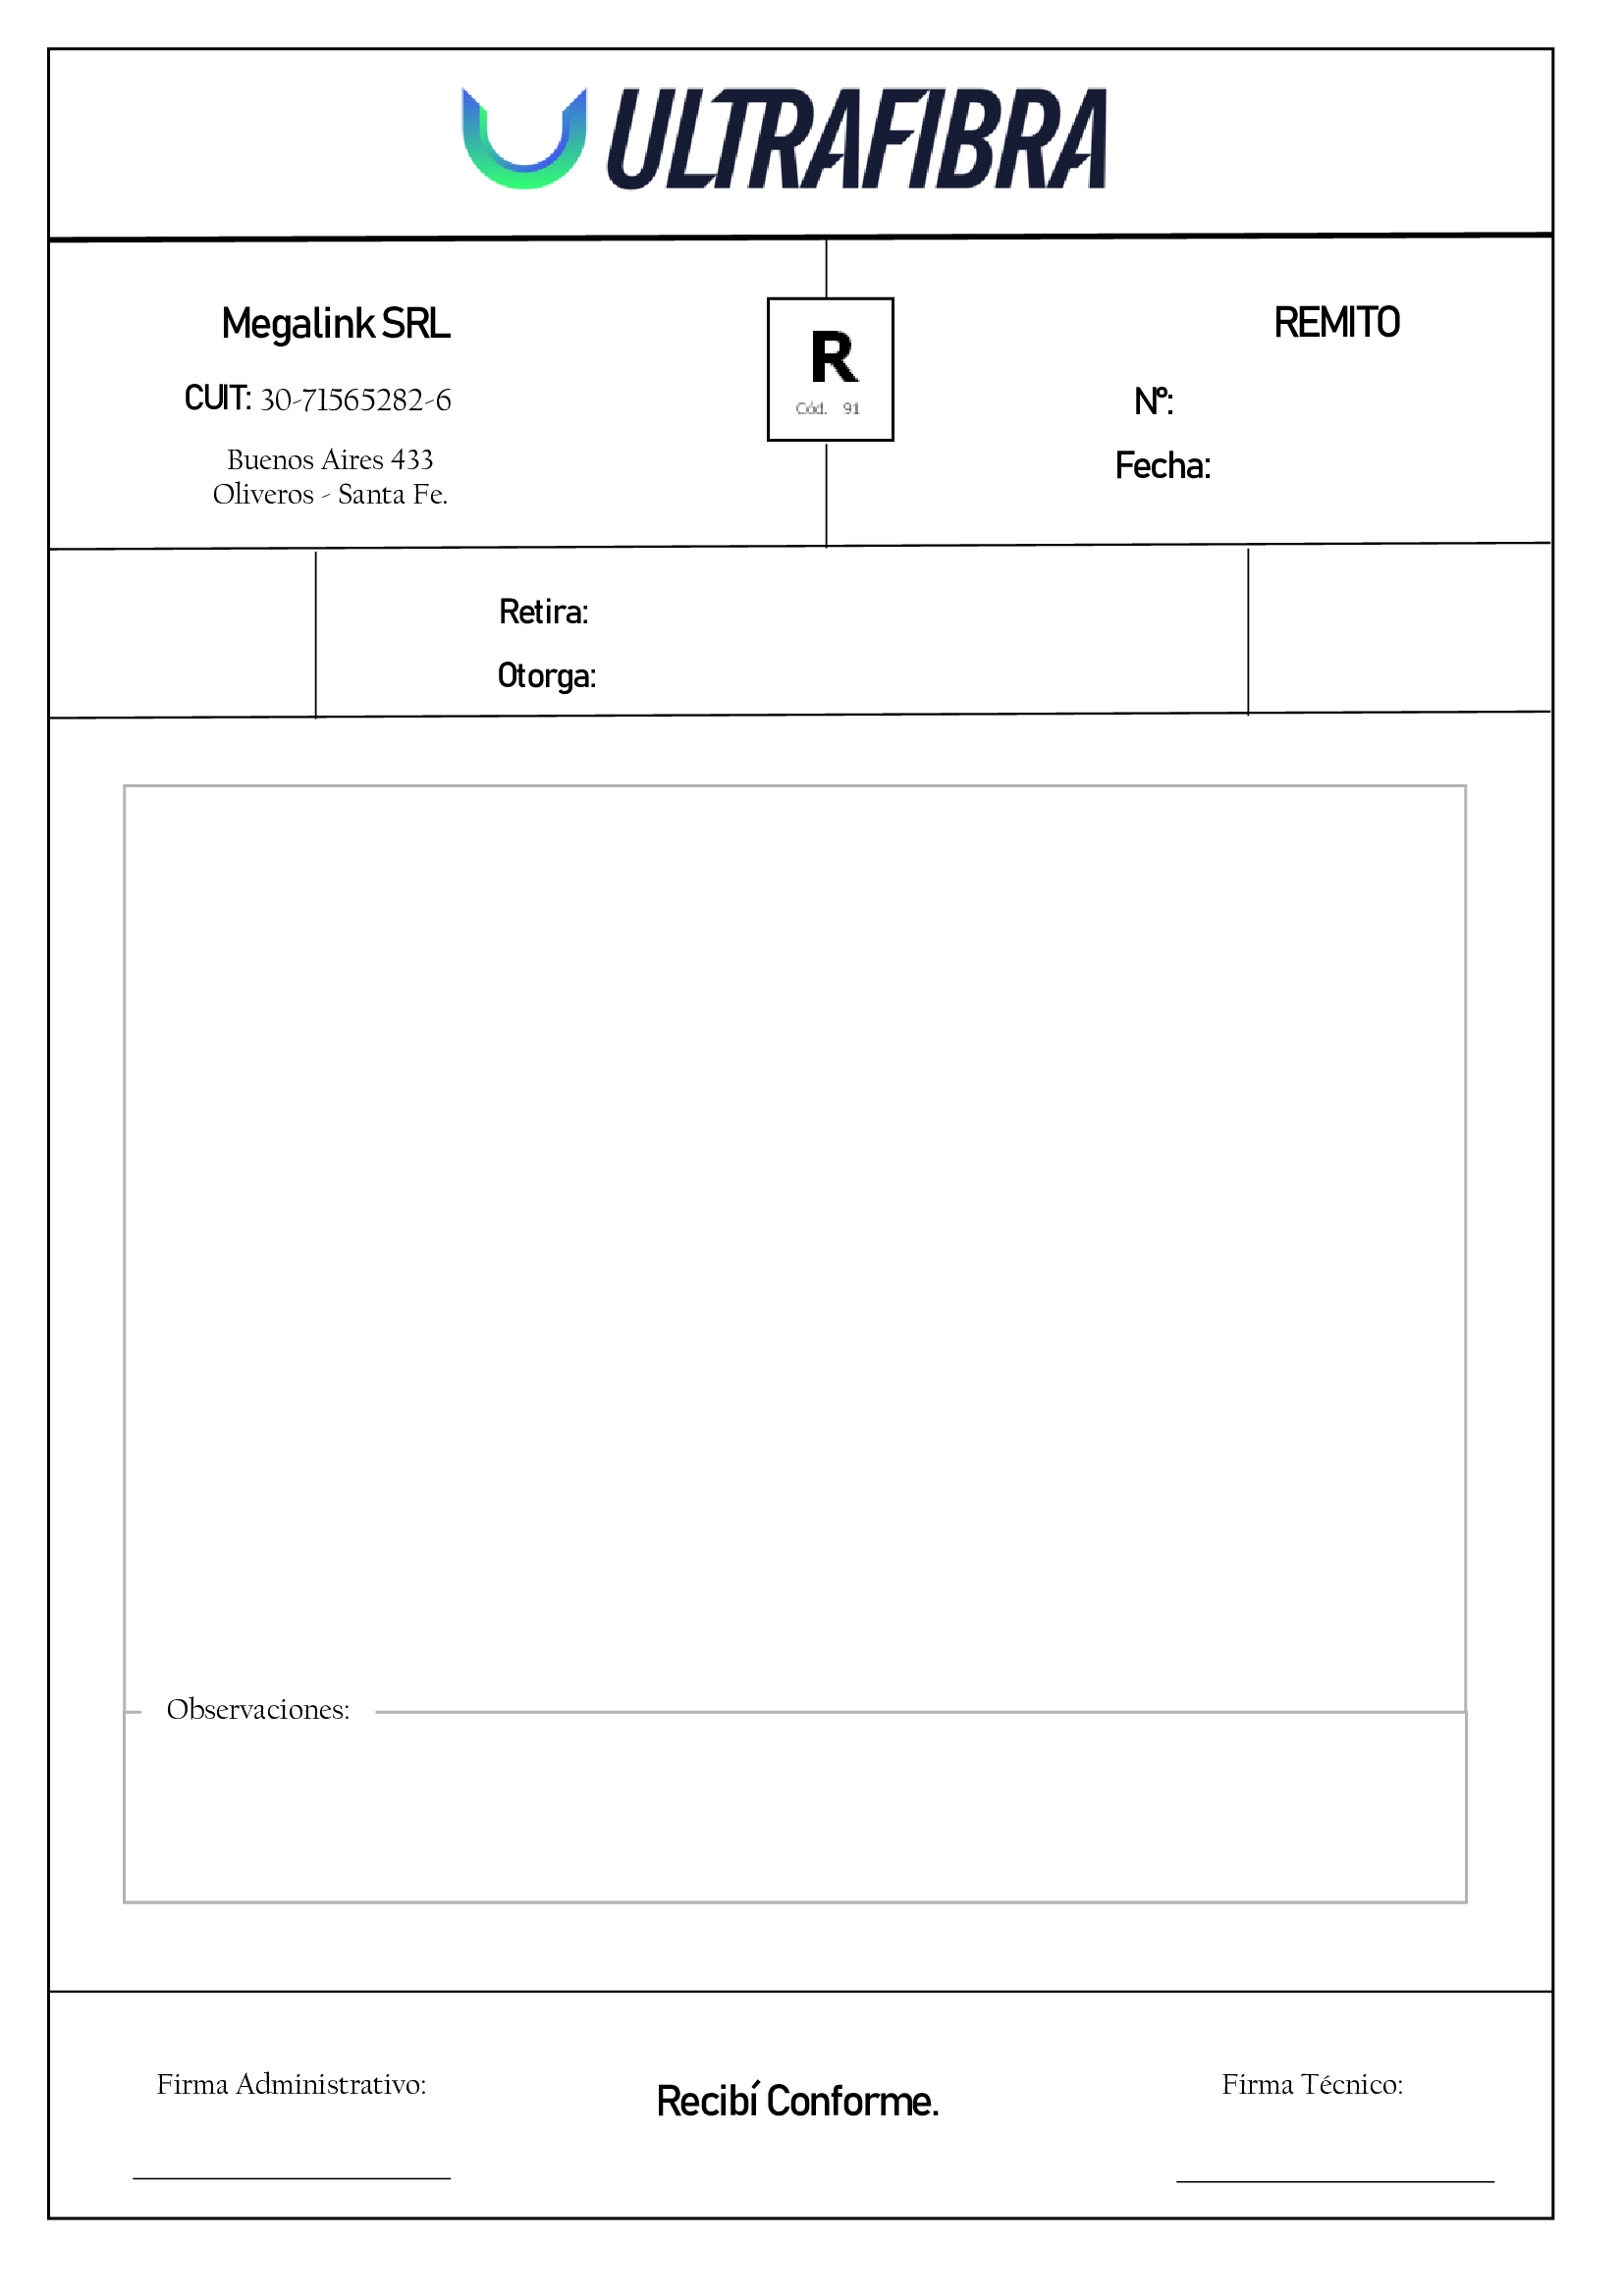 ULTRAFIBRA
Megalink SRL
CUIT: 30-71565282-6
Buenos Aires 433
Oliveros - Santa Fe.
R
Cód. 91
REMITO
Nº:
Fecha:
Retira:
Otorga:
Observaciones:
Firma Administrativo:
Recibí Conforme.
Firma Técnico: